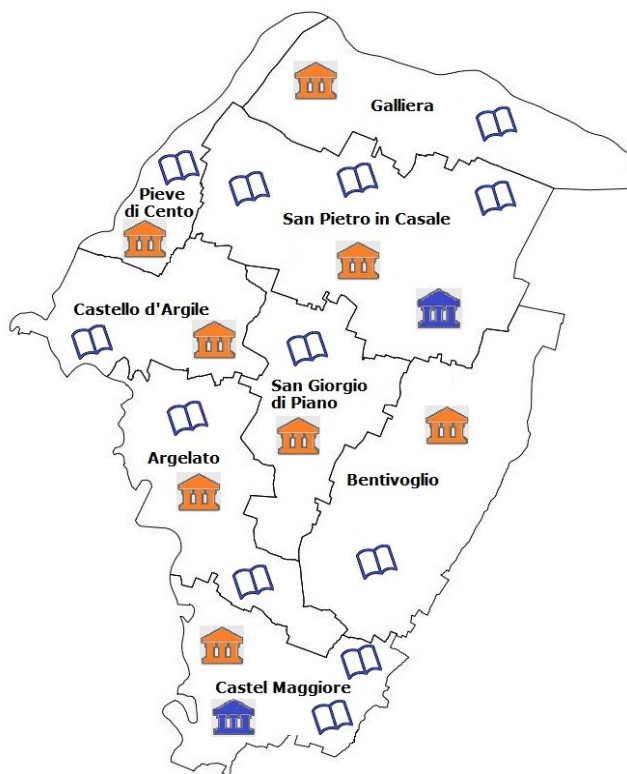 Galliera
Pieve
di Cento
San Pietro in Casale
Castello d'Argile
San Giorgio
di Piano
Argelato
Bentivoglio
Castel Maggiore